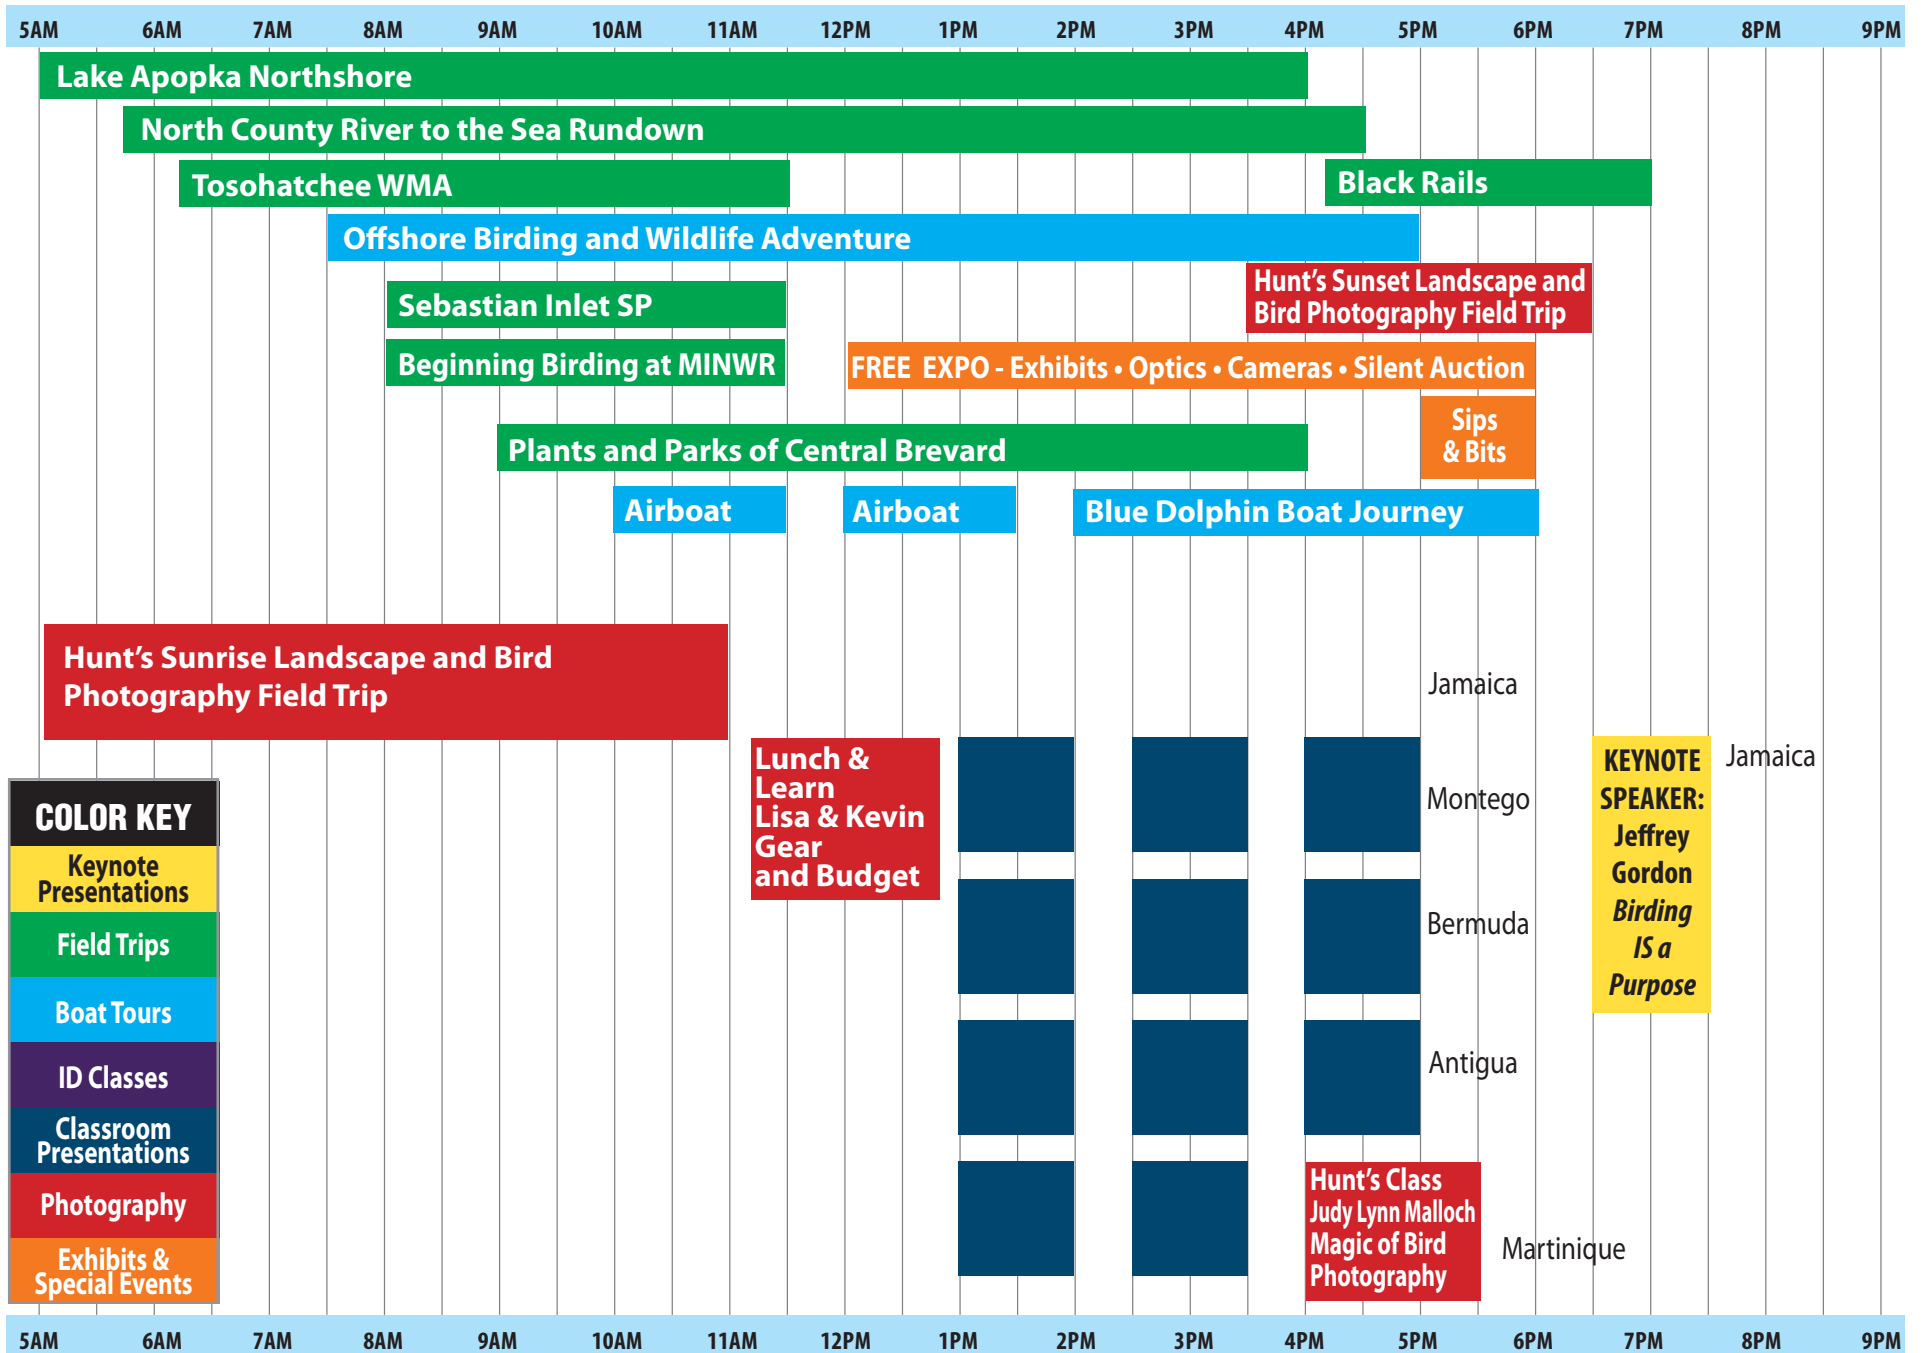 5AM 6AM 7AM 8AM 9AM 10AM 11AM 12PM 1PM 2PM 3PM 4PM 5PM 6PM 7PM 8PM 9PM
Lake Apopka Northshore
North County River to the Sea Rundown
Tosohatchee WMA
Black Rails
Offshore Birding and Wildlife Adventure
Hunt's Sunset Landscape and
Bird Photography Field Trip
Sebastian Inlet SP
Beginning Birding at MINWR
FREE EXPO - Exhibits • Optics • Cameras • Silent Auction
Sips
& Bits
Plants and Parks of Central Brevard
Airboat
Airboat
Blue Dolphin Boat Journey
Hunt's Sunrise Landscape and Bird
Photography Field Trip
Jamaica
Lunch &
Learn
Lisa & Kevin
Gear
and Budget
Montego
KEYNOTE
SPEAKER:
Jeffrey
Gordon
Birding
IS a
Purpose
Jamaica
Bermuda
Antigua
Hunt's Class
Judy Lynn Malloch
Magic of Bird
Photography
Martinique
COLOR KEY
Keynote
Presentations
Field Trips
Boat Tours
ID Classes
Classroom
Presentations
Photography
Exhibits &
Special Events
5AM 6AM 7AM 8AM 9AM 10AM 11AM 12PM 1PM 2PM 3PM 4PM 5PM 6PM 7PM 8PM 9PM